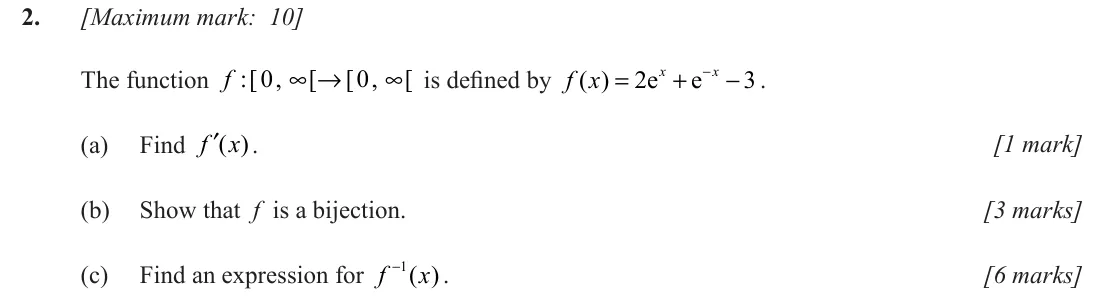 2. [Maximum mark: 10]
The function f : [0, ∞[→[0, ∞[ is defined by f(x) = 2eˣ + e⁻ˣ − 3.
(a) Find f′(x). [1 mark]
(b) Show that f is a bijection. [3 marks]
(c) Find an expression for f⁻¹(x). [6 marks]